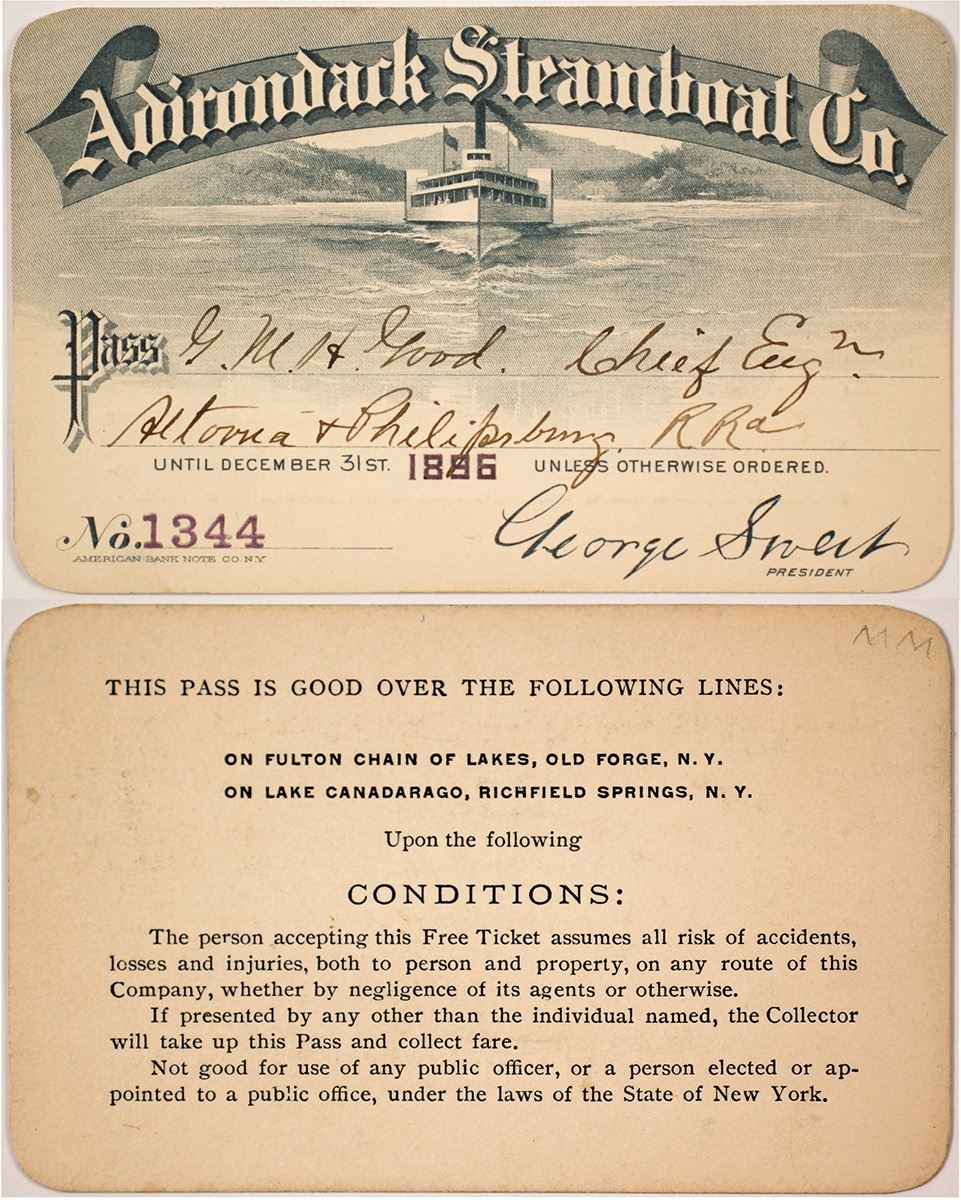 Adirondack Steamboat Co.
Pass G. M. H. Good. Chief Engr.
Altoona & Philipsburg. R Rd
UNTIL DECEMBER 31ST. 1896 UNLESS OTHERWISE ORDERED.
No. 1344
AMERICAN BANK NOTE CO. N.Y
George Sweet
PRESIDENT
MM
THIS PASS IS GOOD OVER THE FOLLOWING LINES:
ON FULTON CHAIN OF LAKES, OLD FORGE, N. Y.
ON LAKE CANADARAGO, RICHFIELD SPRINGS, N. Y.
Upon the following
CONDITIONS:
The person accepting this Free Ticket assumes all risk of accidents,
losses and injuries, both to person and property, on any route of this
Company, whether by negligence of its agents or otherwise.
If presented by any other than the individual named, the Collector
will take up this Pass and collect fare.
Not good for use of any public officer, or a person elected or ap-
pointed to a public office, under the laws of the State of New York.